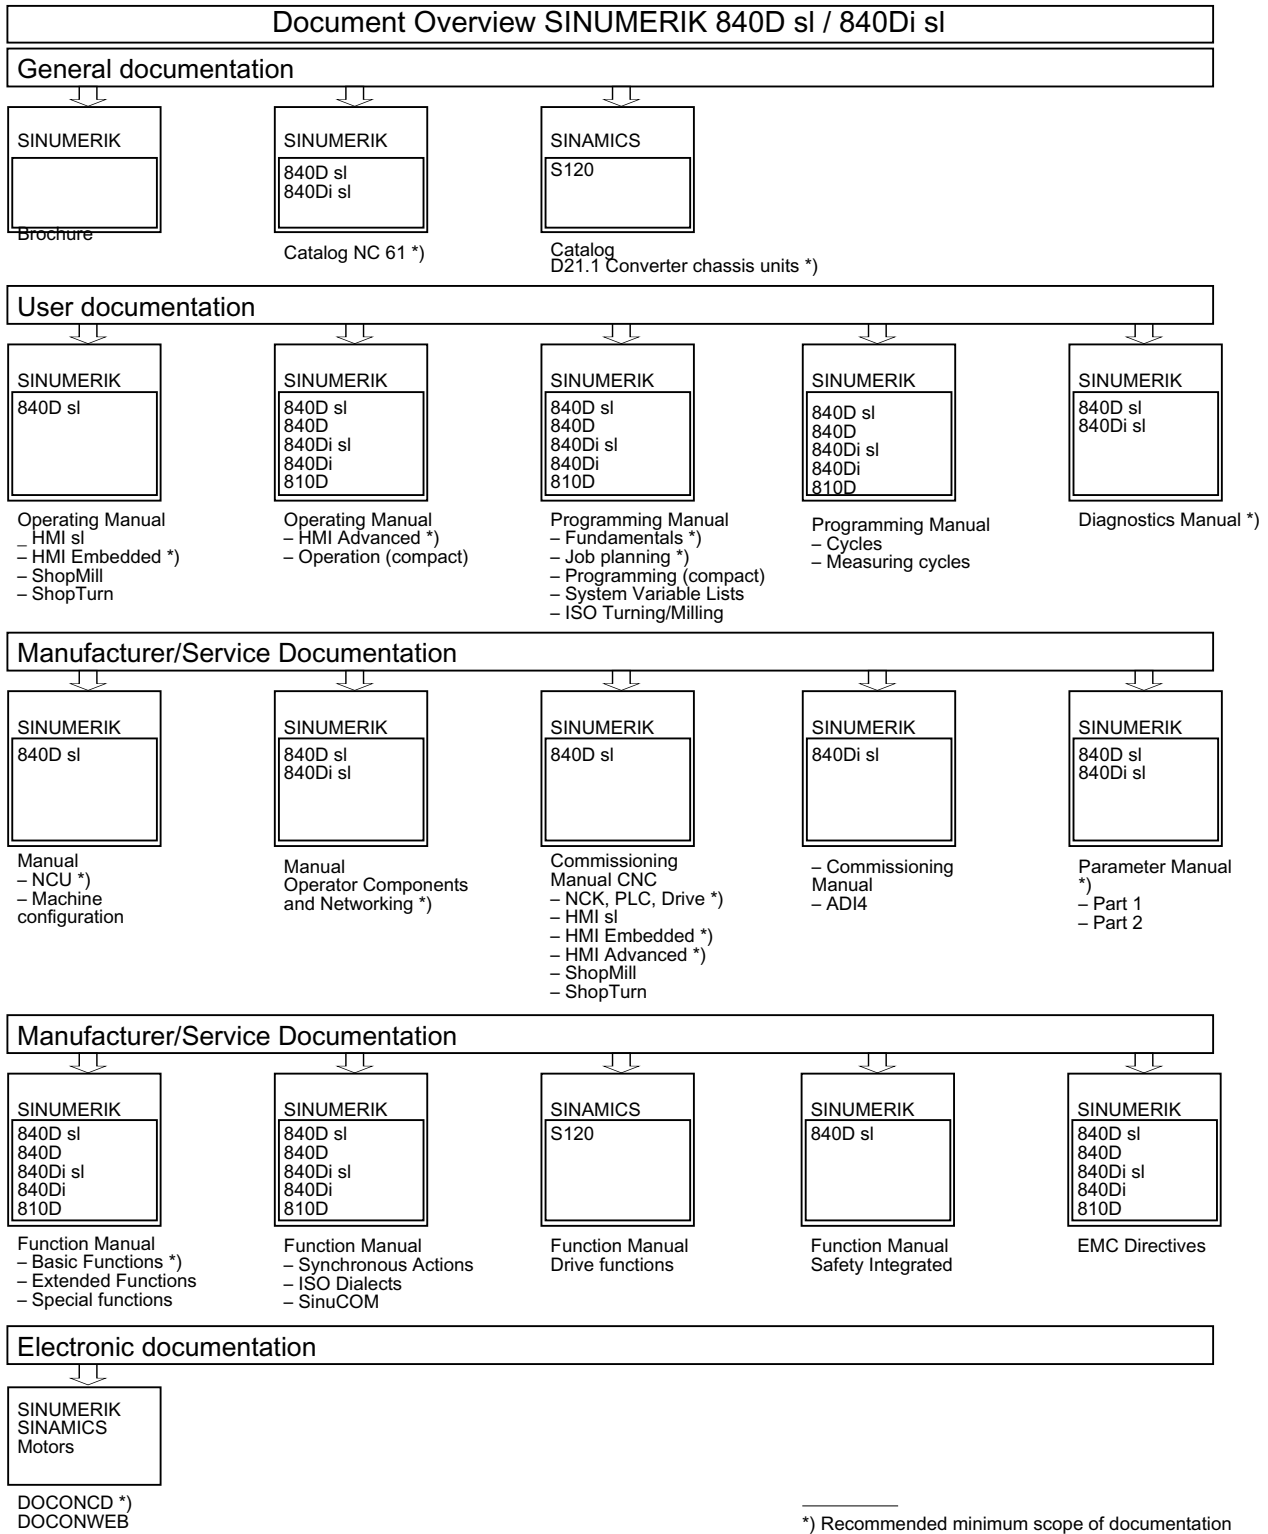 Document Overview SINUMERIK 840D sl / 840Di sl
General documentation
SINUMERIK
Brochure
SINUMERIK
840D sl
840Di sl
Catalog NC 61 *)
SINAMICS
S120
Catalog
D21.1 Converter chassis units *)
User documentation
SINUMERIK
840D sl
Operating Manual
_ HMI sl
– HMI Embedded *)
– ShopMill
– ShopTurn
SINUMERIK
840D sl
840D
840Di sl
840Di
810D
Operating Manual
– HMI Advanced *)
– Operation (compact)
SINUMERIK
840D sl
840D
840Di sl
840Di
810D
Programming Manual
– Fundamentals *)
– Job planning *)
– Programming (compact)
– System Variable Lists
– ISO Turning/Milling
SINUMERIK
840D sl
840D
840Di sl
840Di
810D
Programming Manual
– Cycles
– Measuring cycles
SINUMERIK
840D sl
840Di sl
Diagnostics Manual *)
Manufacturer/Service Documentation
SINUMERIK
840D sl
Manual
– NCU *)
– Machine
configuration
SINUMERIK
840D sl
840Di sl
Manual
Operator Components
and Networking *)
SINUMERIK
840D sl
Commissioning
Manual CNC
– NCK, PLC, Drive *)
– HMI sl
– HMI Embedded *)
– HMI Advanced *)
– ShopMill
– ShopTurn
SINUMERIK
840Di sl
– Commissioning
Manual
– ADI4
SINUMERIK
840D sl
840Di sl
Parameter Manual
*)
– Part 1
– Part 2
Manufacturer/Service Documentation
SINUMERIK
840D sl
840D
840Di sl
840Di
810D
Function Manual
– Basic Functions *)
– Extended Functions
– Special functions
SINUMERIK
840D sl
840D
840Di sl
840Di
810D
Function Manual
– Synchronous Actions
– ISO Dialects
– SinuCOM
SINAMICS
S120
Function Manual
Drive functions
SINUMERIK
840D sl
Function Manual
Safety Integrated
SINUMERIK
840D sl
840D
840Di sl
840Di
810D
EMC Directives
Electronic documentation
SINUMERIK
SINAMICS
Motors
DOCONCD *)
DOCONWEB
*) Recommended minimum scope of documentation